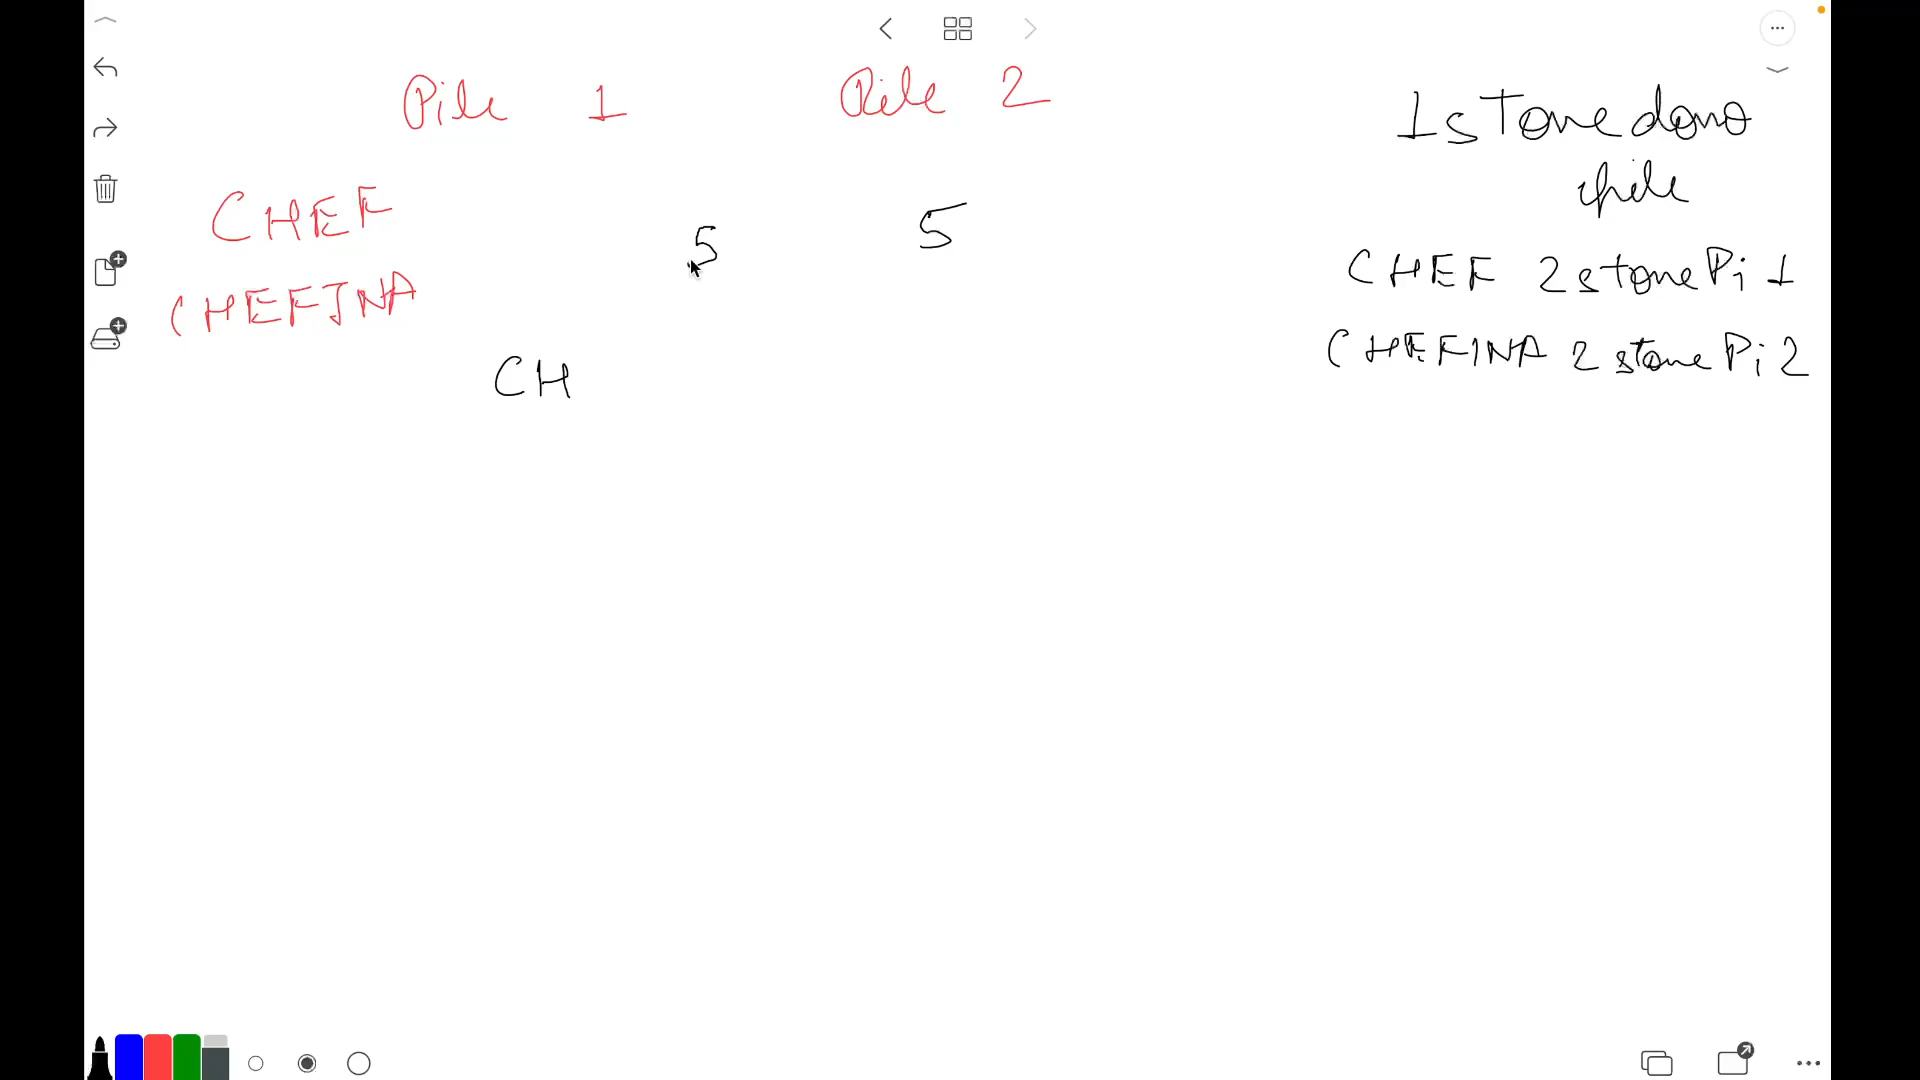 Pile 1 Pile 2
CHEF 5 5
CHEFINA
CH
1 stone dono
pile
CHEF 2 stone Pi 1
CHEFINA 2 stone Pi 2